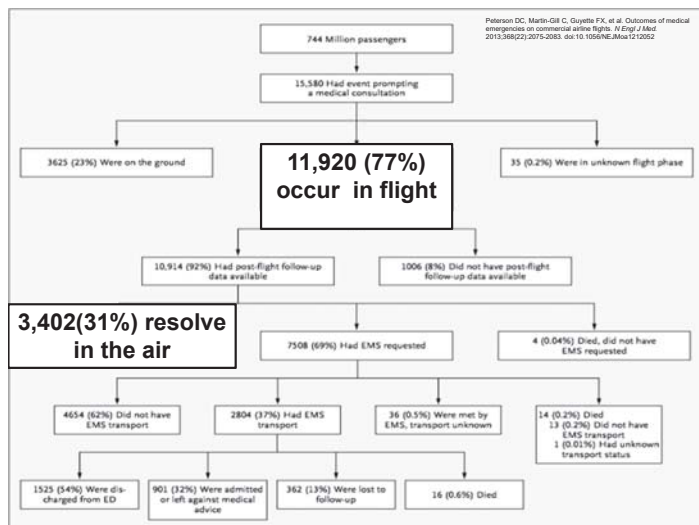 Peterson DC, Martin-Gill C, Guyette FX, et al. Outcomes of medical
emergencies on commercial airline flights. N Engl J Med.
2013;368(22):2075-2083. doi:10.1056/NEJMoa1212052
744 Million passengers
15,580 Had event prompting
a medical consultation
3625 (23%) Were on the ground
11,920 (77%)
occur in flight
35 (0.2%) Were in unknown flight phase
10,914 (92%) Had post-flight follow-up
data available
1006 (8%) Did not have post-flight
follow-up data available
3,402(31%) resolve
in the air
7508 (69%) Had EMS requested
4 (0.04%) Died, did not have
EMS requested
4654 (62%) Did not have
EMS transport
2804 (37%) Had EMS
transport
36 (0.5%) Were met by
EMS, transport unknown
14 (0.2%) Died
13 (0.2%) Did not have
EMS transport
1 (0.01%) Had unknown
transport status
1525 (54%) Were dis-
charged from ED
901 (32%) Were admitted
or left against medical
advice
362 (13%) Were lost to
follow-up
16 (0.6%) Died